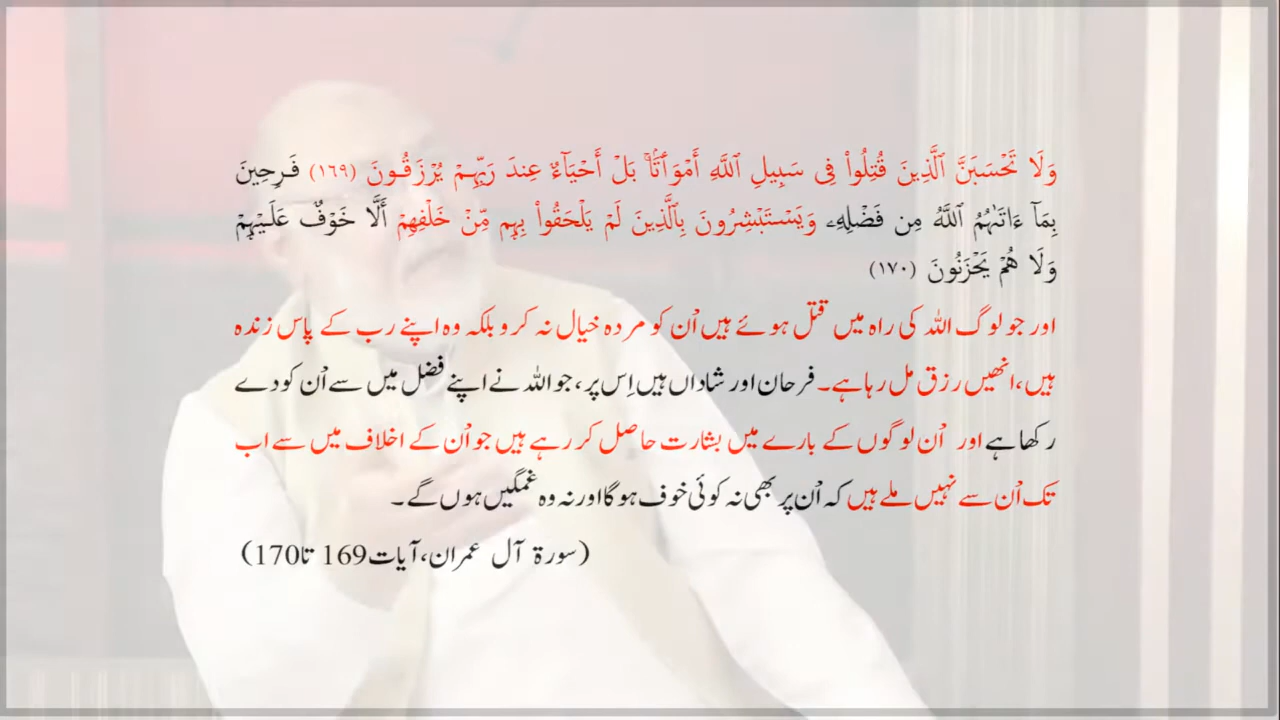 وَلَا تَحْسَبَنَّ ٱلَّذِينَ قُتِلُوا۟ فِى سَبِيلِ ٱللَّهِ أَمْوَٰتًۢا ۚ بَلْ أَحْيَآءٌ عِندَ رَبِّهِمْ يُرْزَقُونَ (١٦٩) فَرِحِينَ
بِمَآ ءَاتَىٰهُمُ ٱللَّهُ مِن فَضْلِهِۦ وَيَسْتَبْشِرُونَ بِٱلَّذِينَ لَمْ يَلْحَقُوا۟ بِهِم مِّنْ خَلْفِهِمْ أَلَّا خَوْفٌ عَلَيْهِمْ
وَلَا هُمْ يَحْزَنُونَ (١٧٠)
اور جو لوگ اللہ کی راہ میں قتل ہوئے ہیں اُن کو مردہ خیال نہ کرو بلکہ وہ اپنے رب کے پاس زندہ
ہیں، انھیں رزق مل رہا ہے۔ فرحان اور شاداں ہیں اِس پر، جو اللہ نے اپنے فضل میں سے اُن کو دے
رکھا ہے اور اُن لوگوں کے بارے میں بشارت حاصل کر رہے ہیں جو اُن کے اخلاف میں سے اب
تک اُن سے نہیں ملے ہیں کہ اُن پر بھی نہ کوئی خوف ہو گا اور نہ وہ غمگیں ہوں گے۔
(سورۃ آل عمران، آیات 169 تا 170)